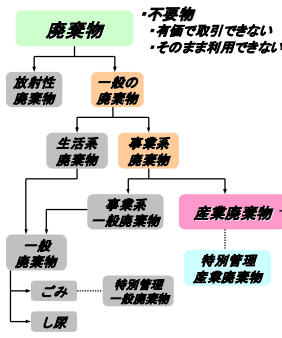 廃棄物
・不要物
・有価で取引できない
・そのまま利用できない
放射性
廃棄物
一般の
廃棄物
生活系
廃棄物
事業系
廃棄物
事業系
一般廃棄物
産業廃棄物
一般
廃棄物
特別管理
産業廃棄物
ごみ
特別管理
一般廃棄物
し尿